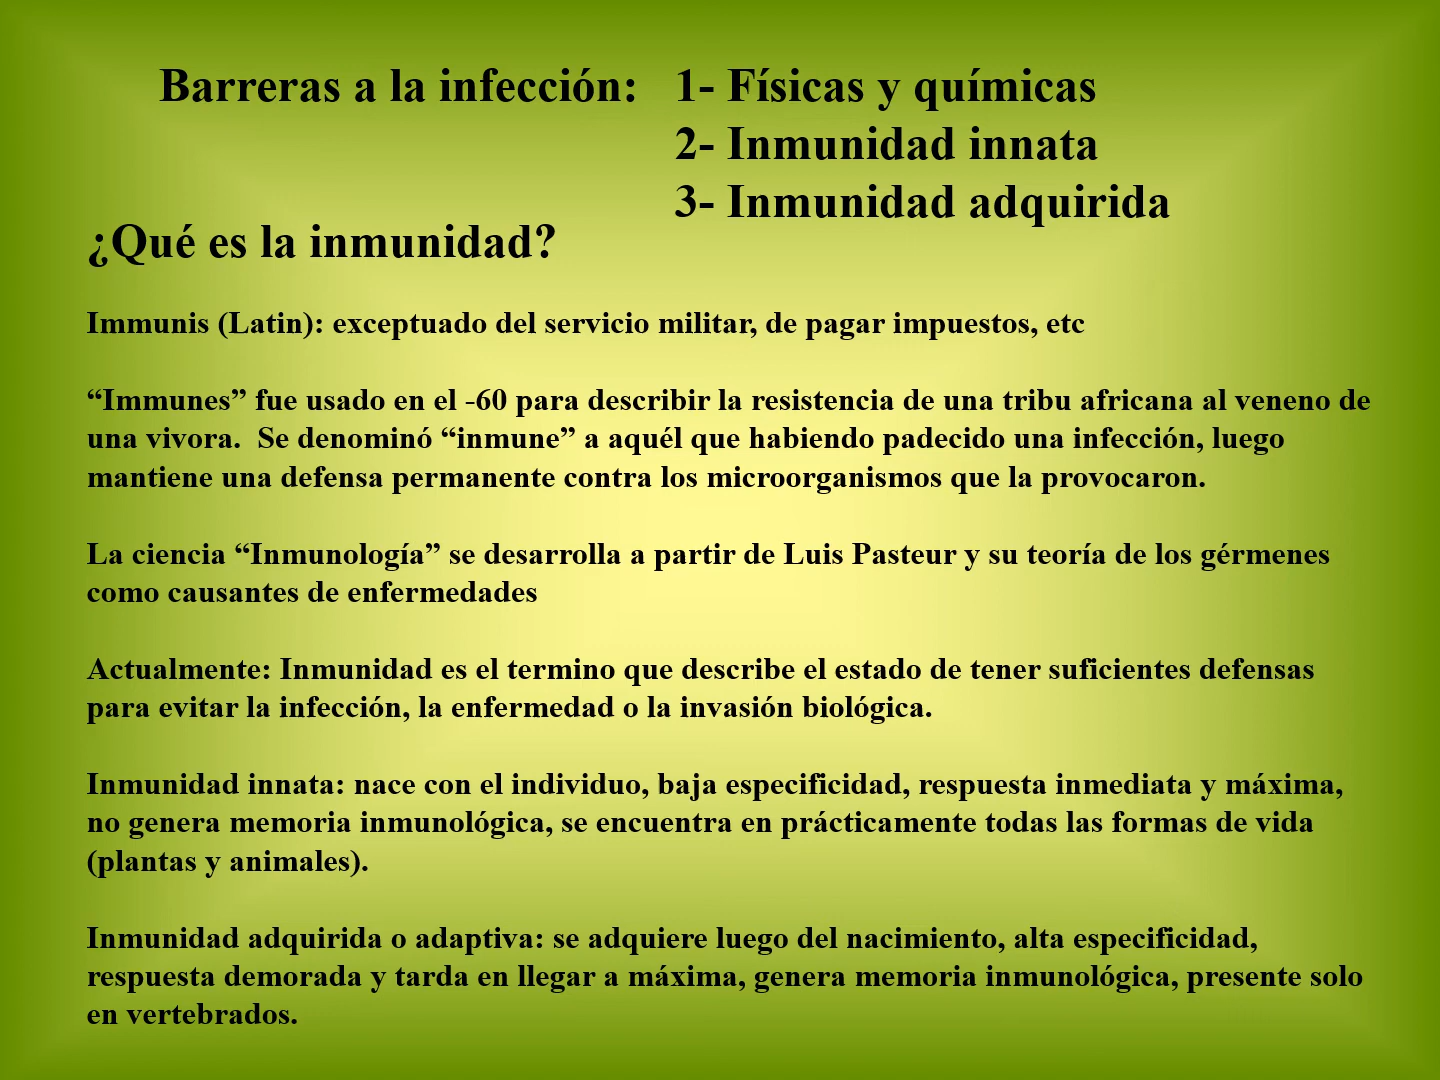 Barreras a la infección: 1- Físicas y químicas
2- Inmunidad innata
3- Inmunidad adquirida
¿Qué es la inmunidad?
Immunis (Latin): exceptuado del servicio militar, de pagar impuestos, etc
“Immunes” fue usado en el -60 para describir la resistencia de una tribu africana al veneno de
una vivora.  Se denominó “inmune” a aquél que habiendo padecido una infección, luego
mantiene una defensa permanente contra los microorganismos que la provocaron.
La ciencia “Inmunología” se desarrolla a partir de Luis Pasteur y su teoría de los gérmenes
como causantes de enfermedades
Actualmente: Inmunidad es el termino que describe el estado de tener suficientes defensas
para evitar la infección, la enfermedad o la invasión biológica.
Inmunidad innata: nace con el individuo, baja especificidad, respuesta inmediata y máxima,
no genera memoria inmunológica, se encuentra en prácticamente todas las formas de vida
(plantas y animales).
Inmunidad adquirida o adaptiva: se adquiere luego del nacimiento, alta especificidad,
respuesta demorada y tarda en llegar a máxima, genera memoria inmunológica, presente solo
en vertebrados.